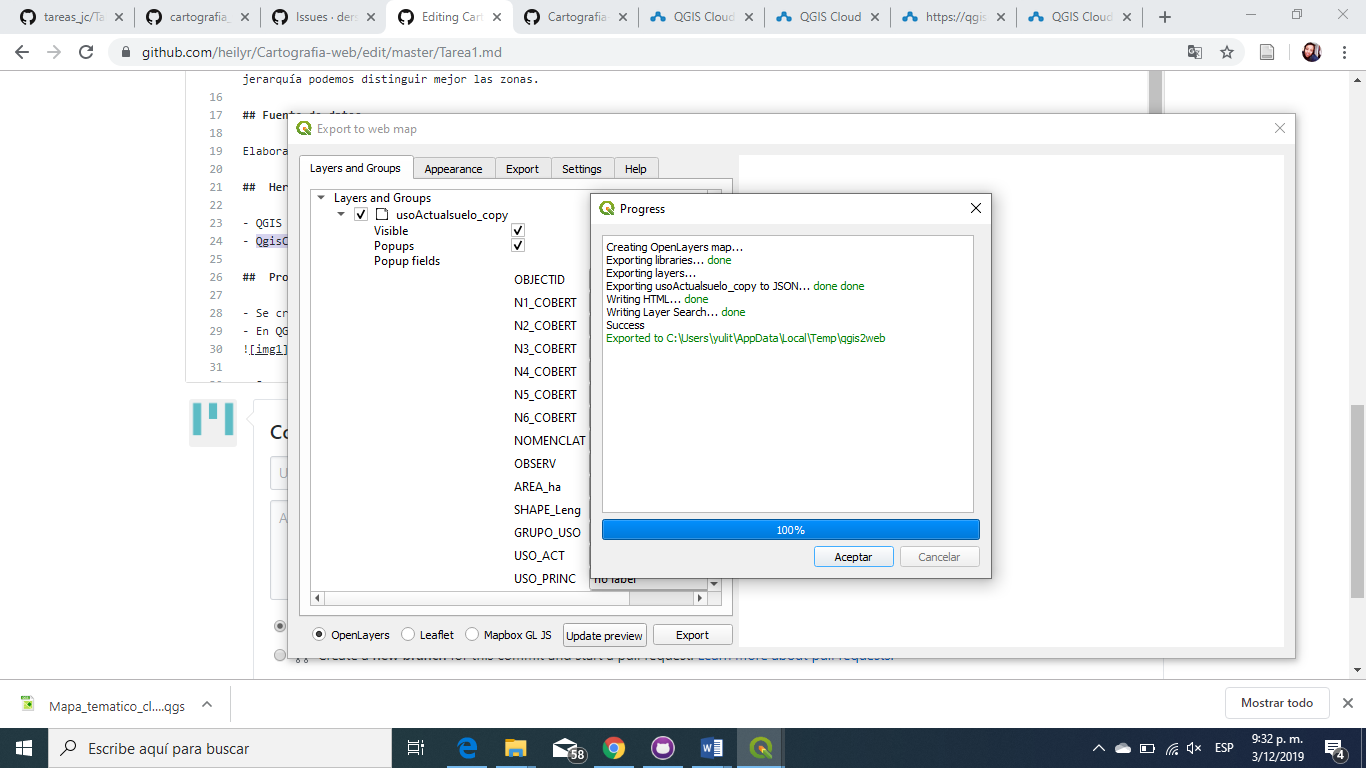 tareas_jc/Ta
cartografia_
Issues · ders
Editing Cart
Cartografia
QGIS Cloud
QGIS Cloud
https://qgis
QGIS Cloud
github.com/heilyr/Cartografia-web/edit/master/Tarea1.md
jerarquía podemos distinguir mejor las zonas.
16
17 ## Fuente de datos
18
19 Elabora
20
21 ## Her
22
23 - QGIS
24 - QgisC
25
26 ## Pro
27
28 - Se cr
29 - En QG
30 ![img1]
31
Export to web map
Layers and Groups
Appearance
Export
Settings
Help
Layers and Groups
usoActualsuelo_copy
Visible
Popups
Popup fields
OBJECTID
N1_COBERT
N2_COBERT
N3_COBERT
N4_COBERT
N5_COBERT
N6_COBERT
NOMENCLAT
OBSERV
AREA_ha
SHAPE_Leng
GRUPO_USO
USO_ACT
USO_PRINC no label
Progress
Creating OpenLayers map...
Exporting libraries... done
Exporting layers...
Exporting usoActualsuelo_copy to JSON... done done
Writing HTML... done
Writing Layer Search... done
Success
Exported to C:\Users\yulit\AppData\Local\Temp\qgis2web
100%
Aceptar
Cancelar
OpenLayers
Leaflet
Mapbox GL JS
Update preview
Export
Co
U
A
Create a new branch for this commit and start a pull request. Learn more about pull requests.
Mapa_tematico_cl....qgs
Mostrar todo
Escribe aquí para buscar
58
ESP
9:32 p. m.
3/12/2019
4